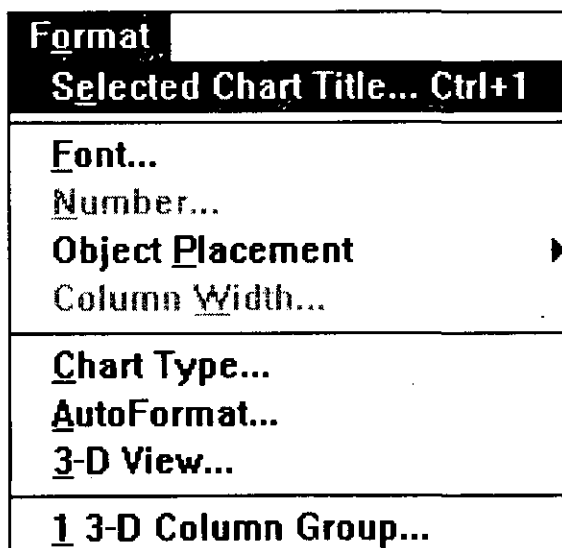 Format
Selected Chart Title... Ctrl+1
Font...
Number...
Object Placement
Column Width...
Chart Type...
AutoFormat...
3-D View...
1 3-D Column Group...